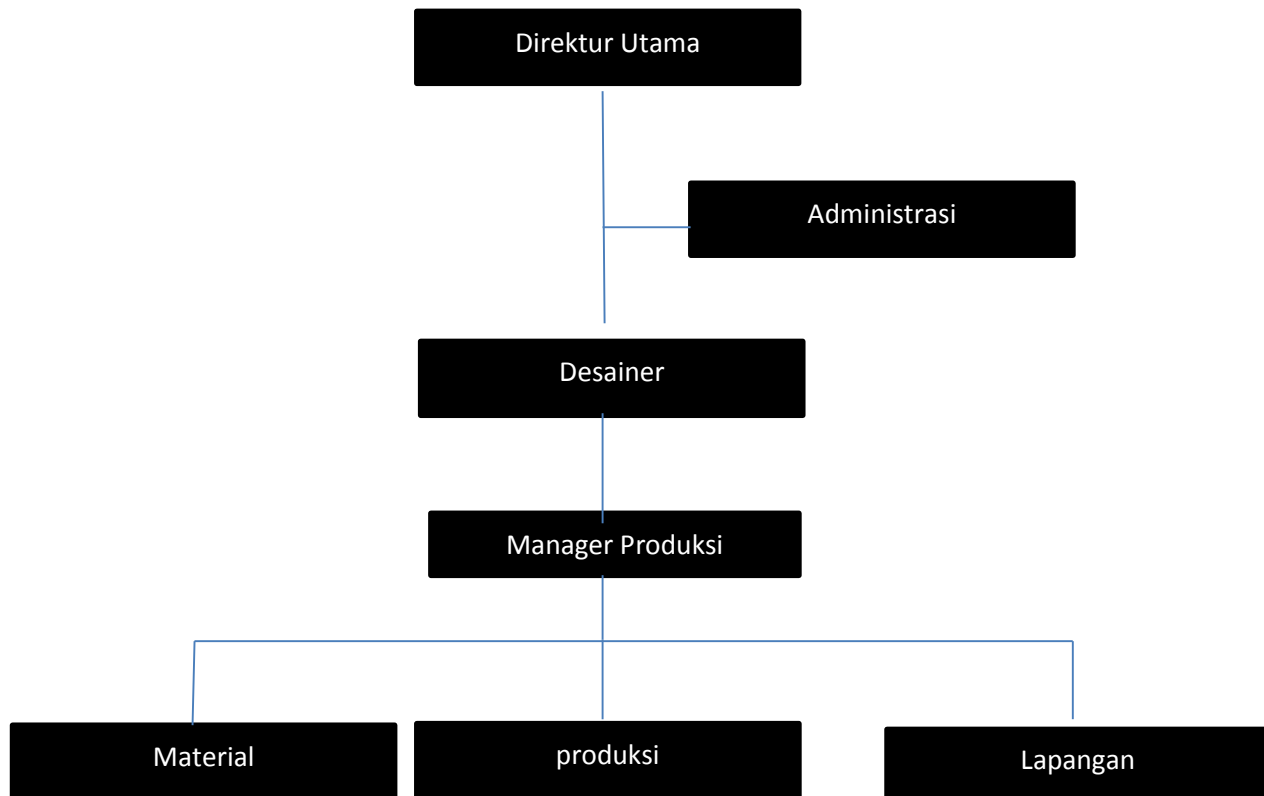 Direktur Utama
Administrasi
Desainer
Manager Produksi
Material
produksi
Lapangan